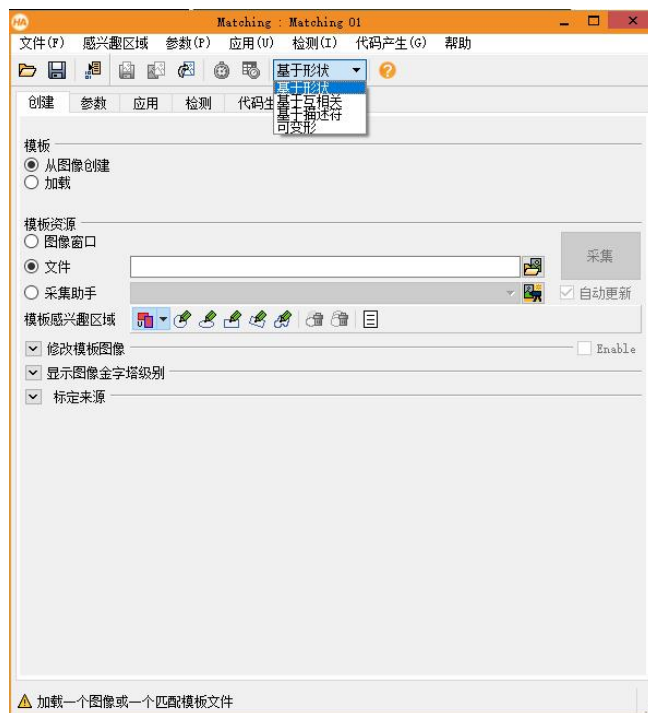 HA
Matching : Matching 01
文件(F) 感兴趣区域 参数(P) 应用(U) 检测(I) 代码产生(G) 帮助
基于形状
创建 参数 应用 检测 代码生
基于形状
基于互相关
基于描述符
可变形
模板
从图像创建
加载
模板资源
图像窗口
文件
采集
采集助手
自动更新
模板感兴趣区域
修改模板图像
Enable
显示图像金字塔级别
标定来源
加载一个图像或一个匹配模板文件